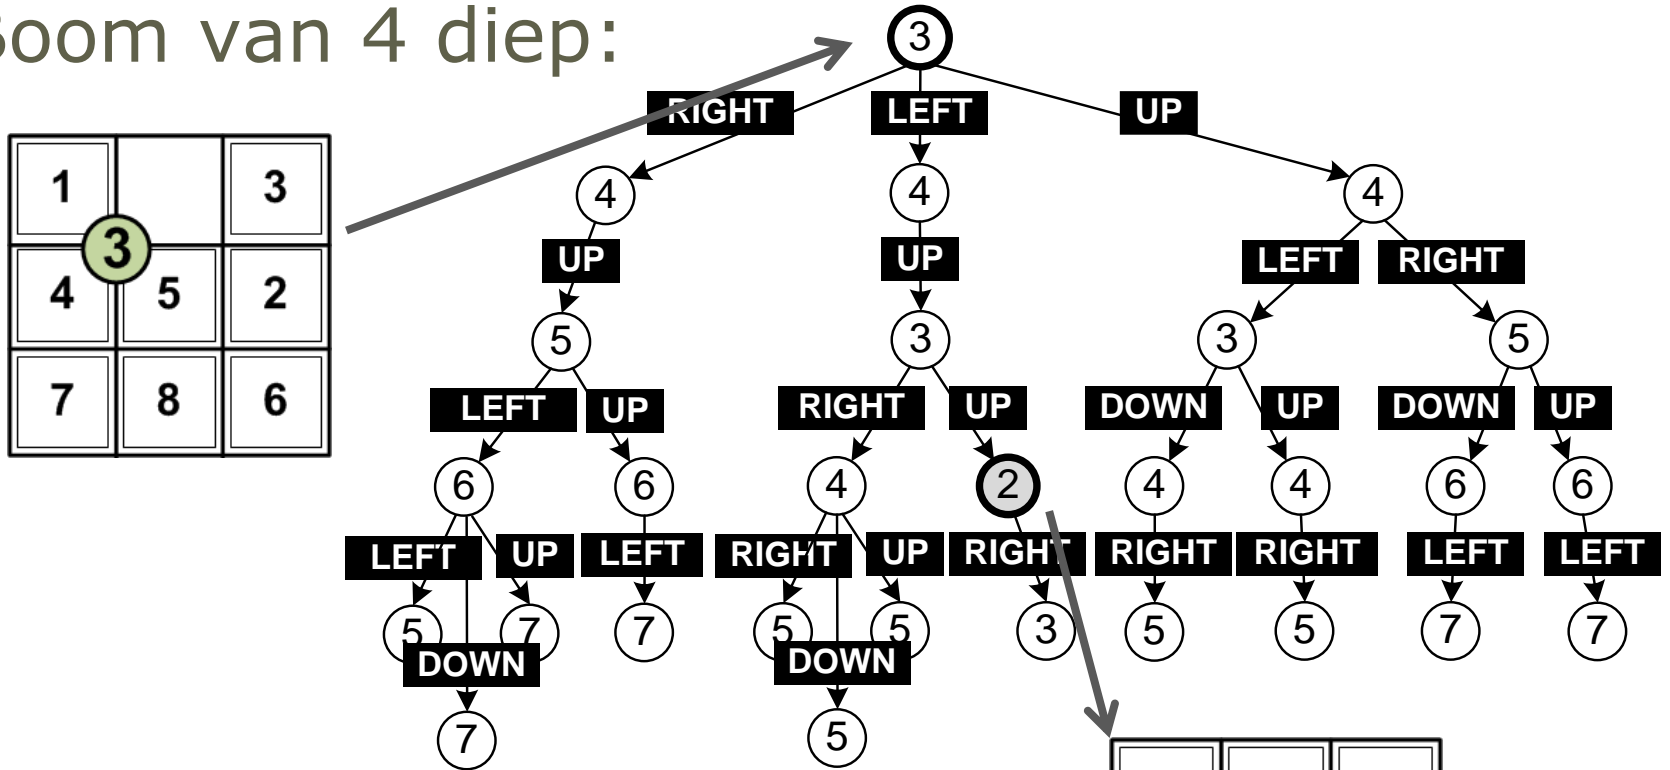 oom van 4 diep:
3
RIGHT LEFT UP
1 3
3
4 5 2
7 8 6
4 4 4
UP UP LEFT RIGHT
5 3 3 5
LEFT UP RIGHT UP DOWN UP DOWN UP
6 6 4 2 4 4 6 6
LEFT UP LEFT RIGHT UP RIGHT RIGHT RIGHT LEFT LEFT
5 7 7 5 5 3 5 5 7 7
DOWN DOWN
7 5